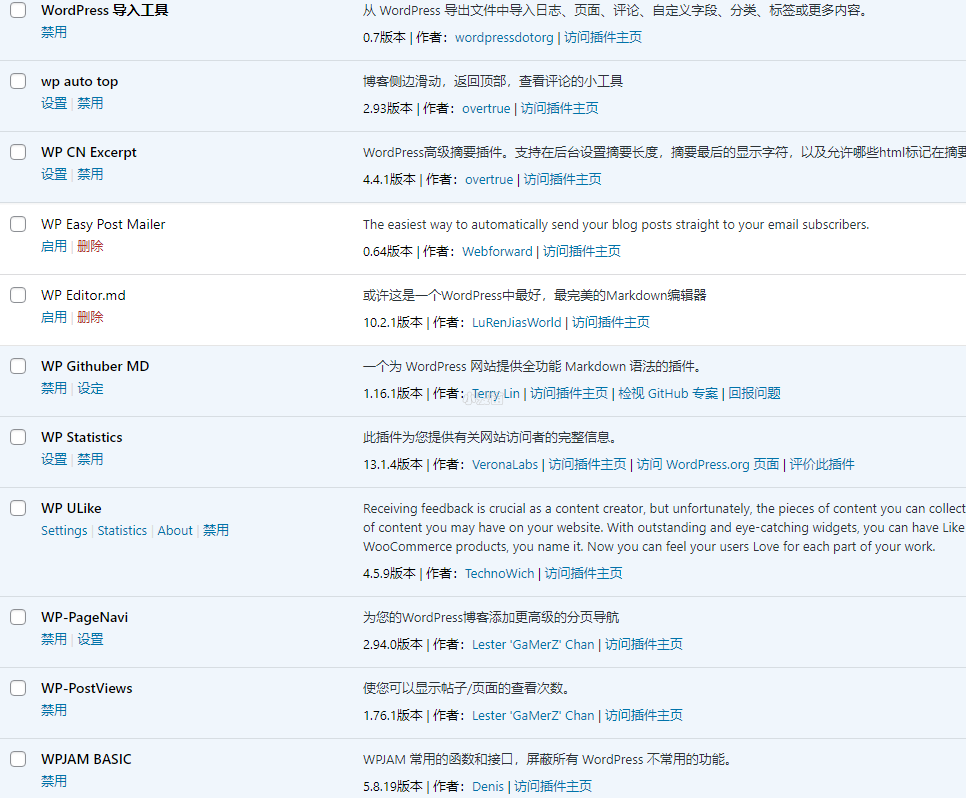 WordPress 导入工具
从 WordPress 导出文件中导入日志、页面、评论、自定义字段、分类、标签或更多内容。
禁用
0.7版本 | 作者：wordpressdotorg | 访问插件主页
wp auto top
博客侧边滑动，返回顶部，查看评论的小工具
设置 | 禁用
2.93版本 | 作者：overtrue | 访问插件主页
WP CN Excerpt
WordPress高级摘要插件。支持在后台设置摘要长度，摘要最后的显示字符，以及允许哪些html标记在摘要
设置 | 禁用
4.4.1版本 | 作者：overtrue | 访问插件主页
WP Easy Post Mailer
The easiest way to automatically send your blog posts straight to your email subscribers.
启用 | 删除
0.64版本 | 作者：Webforward | 访问插件主页
WP Editor.md
或许这是一个WordPress中最好，最完美的Markdown编辑器
启用 | 删除
10.2.1版本 | 作者：LuRenJiasWorld | 访问插件主页
WP Githuber MD
一个为 WordPress 网站提供全功能 Markdown 语法的插件。
禁用 | 设定
1.16.1版本 | 作者：Terry Lin | 访问插件主页 | 检视 GitHub 专案 | 回报问题
WP Statistics
此插件为您提供有关网站访问者的完整信息。
设置 | 禁用
13.1.4版本 | 作者：VeronaLabs | 访问插件主页 | 访问 WordPress.org 页面 | 评价此插件
WP ULike
Receiving feedback is crucial as a content creator, but unfortunately, the pieces of content you can collect
Settings | Statistics | About | 禁用
of content you may have on your website. With outstanding and eye-catching widgets, you can have Like
WooCommerce products, you name it. Now you can feel your users Love for each part of your work.
4.5.9版本 | 作者：TechnoWich | 访问插件主页
WP-PageNavi
为您的WordPress博客添加更高级的分页导航
禁用 | 设置
2.94.0版本 | 作者：Lester 'GaMerZ' Chan | 访问插件主页
WP-PostViews
使您可以显示帖子/页面的查看次数。
禁用
1.76.1版本 | 作者：Lester 'GaMerZ' Chan | 访问插件主页
WPJAM BASIC
WPJAM 常用的函数和接口，屏蔽所有 WordPress 不常用的功能。
禁用
5.8.19版本 | 作者：Denis | 访问插件主页